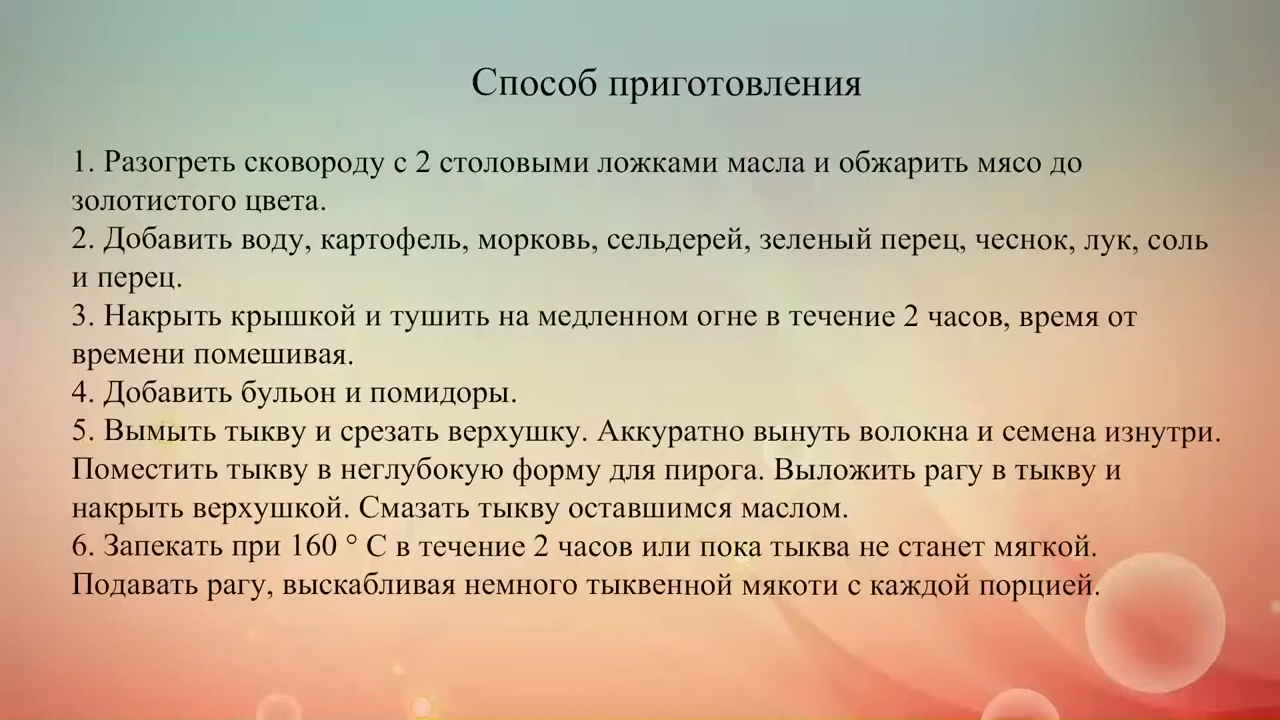 Способ приготовления
1. Разогреть сковороду с 2 столовыми ложками масла и обжарить мясо до
золотистого цвета.
2. Добавить воду, картофель, морковь, сельдерей, зеленый перец, чеснок, лук, соль
и перец.
3. Накрыть крышкой и тушить на медленном огне в течение 2 часов, время от
времени помешивая.
4. Добавить бульон и помидоры.
5. Вымыть тыкву и срезать верхушку. Аккуратно вынуть волокна и семена изнутри.
Поместить тыкву в неглубокую форму для пирога. Выложить рагу в тыкву и
накрыть верхушкой. Смазать тыкву оставшимся маслом.
6. Запекать при 160 ° С в течение 2 часов или пока тыква не станет мягкой.
Подавать рагу, выскабливая немного тыквенной мякоти с каждой порцией.